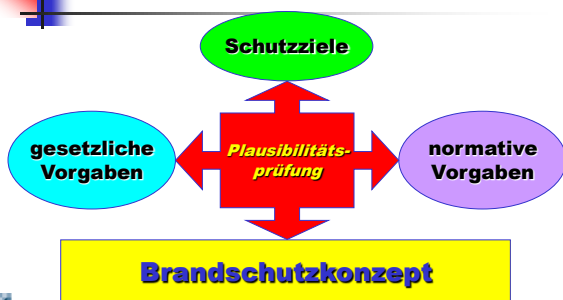 Schutzziele
gesetzliche
Vorgaben
Plausibilitäts-
prüfung
normative
Vorgaben
Brandschutzkonzept